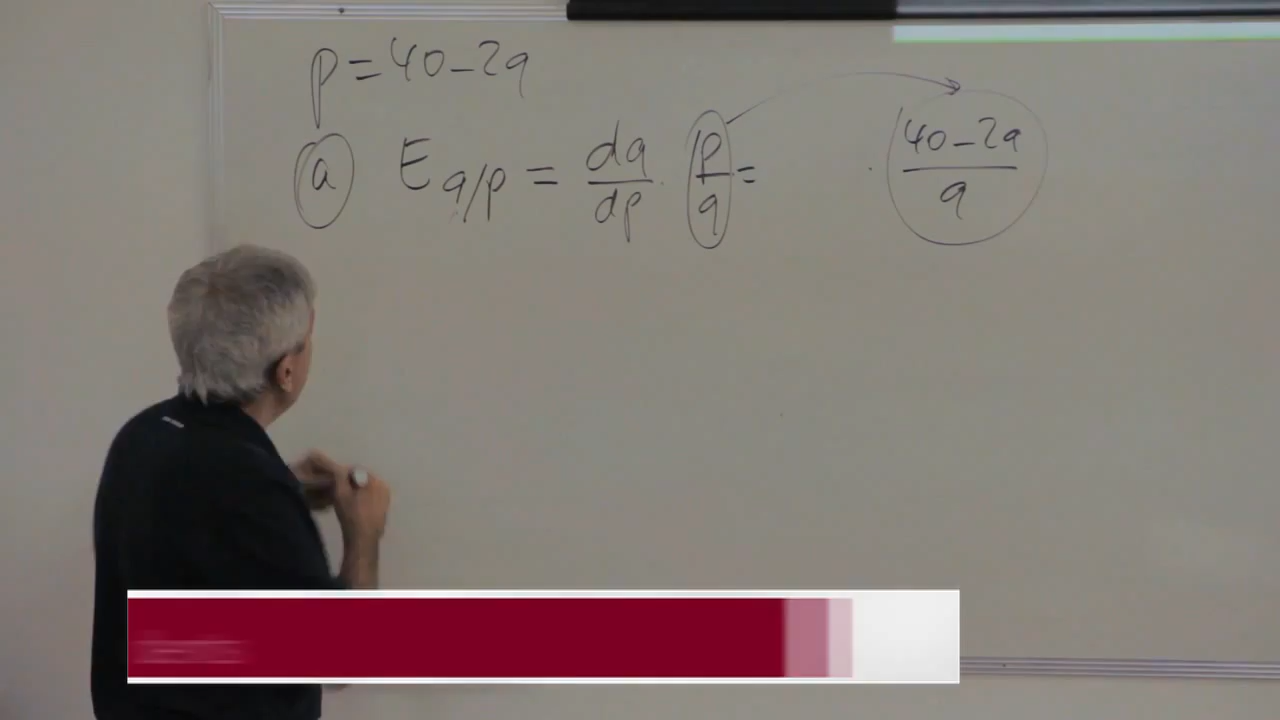 p = 40 - 2q
(a) E q/p = dq/dp · p/q = · (40 - 2q)/q